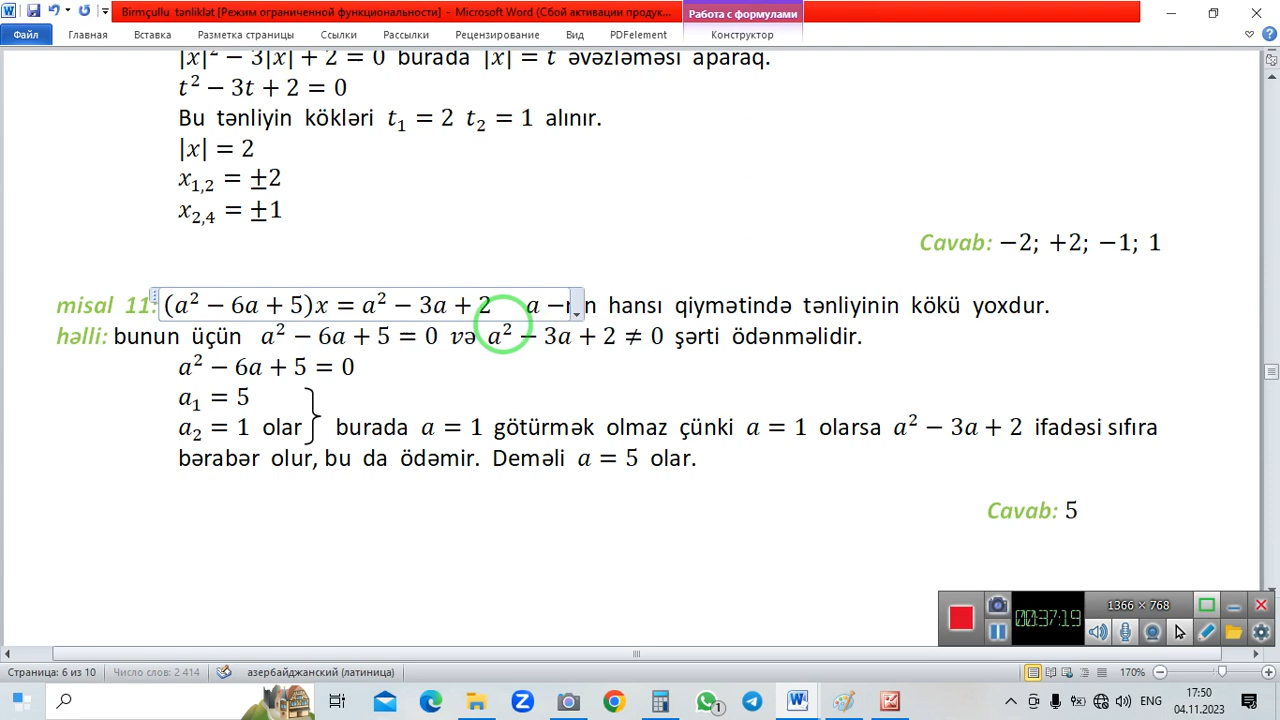 Birmçullu tənliklət [Режим ограниченной функциональности] - Microsoft Word (Сбой активации продук...
Работа с формулами
Файл Главная Вставка Разметка страницы Ссылки Рассылки Рецензирование Вид PDFelement Конструктор
|x|² − 3|x| + 2 = 0 burada |x| = t əvəzləməsi aparaq.
t² − 3t + 2 = 0
Bu tənliyin kökləri t₁ = 2 t₂ = 1 alınır.
|x| = 2
x₁,₂ = ±2
x₂,₄ = ±1
Cavab: −2; +2; −1; 1
misal 11: (a² − 6a + 5)x = a² − 3a + 2 a − hansı qiymətində tənliyinin kökü yoxdur.
həlli: bunun üçün a² − 6a + 5 = 0 və a² − 3a + 2 ≠ 0 şərti ödənməlidir.
a² − 6a + 5 = 0
a₁ = 5
a₂ = 1 olar } burada a = 1 götürmək olmaz çünki a = 1 olarsa a² − 3a + 2 ifadəsi sıfıra
bərabər olur, bu da ödəmir. Deməli a = 5 olar.
Cavab: 5
1366 × 768
00:37:19
Страница: 6 из 10 Число слов: 2 414 азербайджанский (латиница) 170%
1 ENG 17:50
04.11.2023